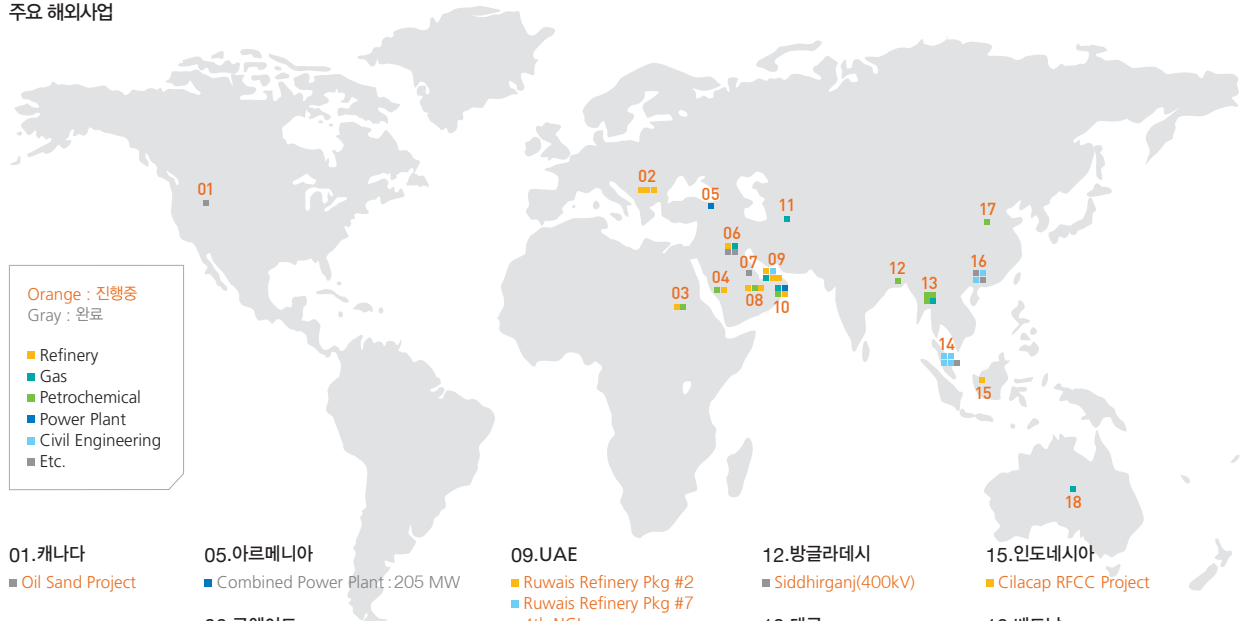 주요 해외사업
01
02
03
04
05
06
07
08
09
10
11
12
13
14
15
16
17
18
Orange : 진행중
Gray : 완료
Refinery
Gas
Petrochemical
Power Plant
Civil Engineering
Etc.
01.캐나다
Oil Sand Project
05.아르메니아
Combined Power Plant : 205 MW
09.UAE
Ruwais Refinery Pkg #2
Ruwais Refinery Pkg #7
12.방글라데시
Siddhirganj(400kV)
15.인도네시아
Cilacap RFCC Project